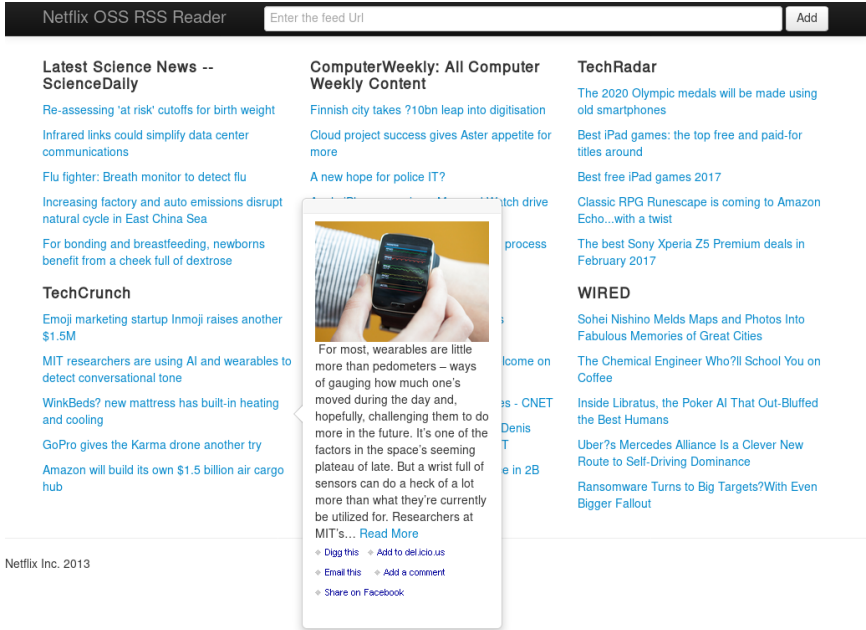 Netflix OSS RSS Reader
Enter the feed Url
Add
Latest Science News --
ScienceDaily
Re-assessing 'at risk' cutoffs for birth weight
Infrared links could simplify data center
communications
Flu fighter: Breath monitor to detect flu
Increasing factory and auto emissions disrupt
natural cycle in East China Sea
For bonding and breastfeeding, newborns
benefit from a cheek full of dextrose
ComputerWeekly: All Computer
Weekly Content
Finnish city takes ?10bn leap into digitisation
Cloud project success gives Aster appetite for
more
A new hope for police IT?
tch drive
process
TechRadar
The 2020 Olympic medals will be made using
old smartphones
Best iPad games: the top free and paid-for
titles around
Best free iPad games 2017
Classic RPG Runescape is coming to Amazon
Echo...with a twist
The best Sony Xperia Z5 Premium deals in
February 2017
TechCrunch
Emoji marketing startup Inmoji raises another
$1.5M
MIT researchers are using AI and wearables to
detect conversational tone
WinkBeds? new mattress has built-in heating
and cooling
GoPro gives the Karma drone another try
Amazon will build its own $1.5 billion air cargo
hub
For most, wearables are little
more than pedometers – ways
of gauging how much one's
moved during the day and,
hopefully, challenging them to do
more in the future. It's one of the
factors in the space's seeming
plateau of late. But a wrist full of
sensors can do a heck of a lot
more than what they're currently
be utilized for. Researchers at
MIT's… Read More
Digg this Add to del.icio.us
Email this Add a comment
Share on Facebook
lcome on
es - CNET
Denis
T
e in 2B
WIRED
Sohei Nishino Melds Maps and Photos Into
Fabulous Memories of Great Cities
The Chemical Engineer Who?ll School You on
Coffee
Inside Libratus, the Poker AI That Out-Bluffed
the Best Humans
Uber?s Mercedes Alliance Is a Clever New
Route to Self-Driving Dominance
Ransomware Turns to Big Targets?With Even
Bigger Fallout
Netflix Inc. 2013